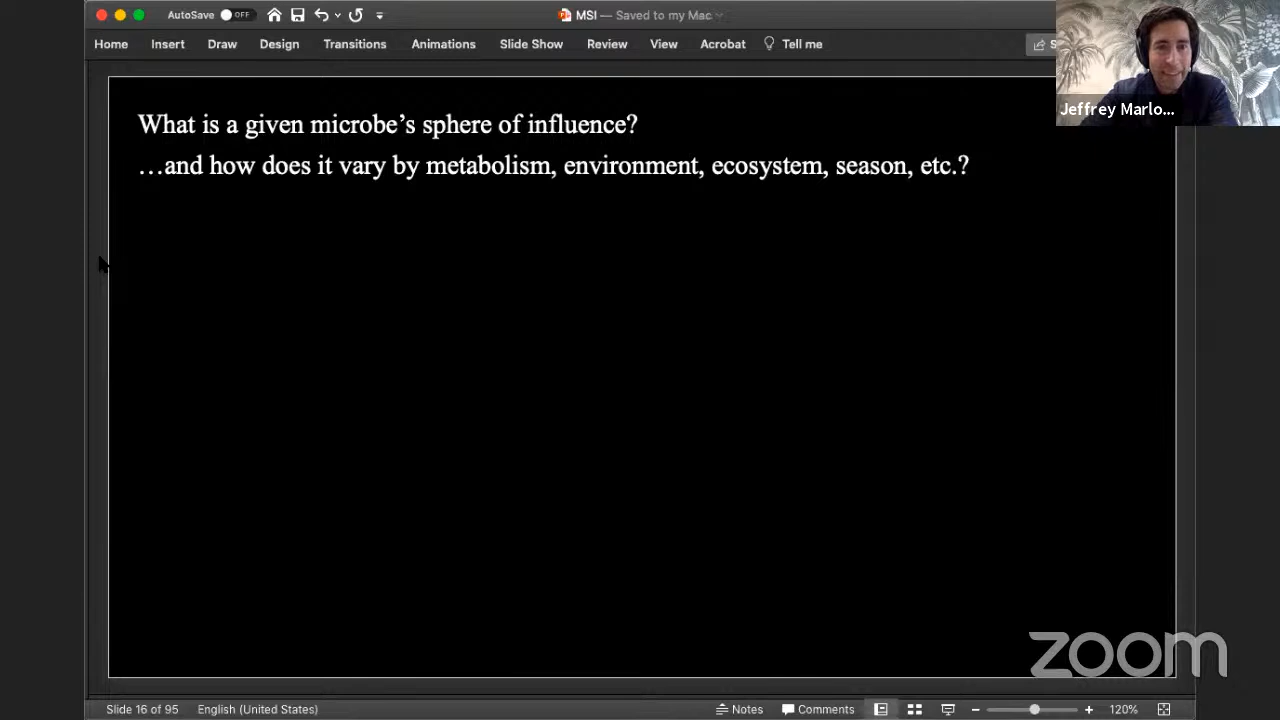 AutoSave OFF MSI — Saved to my Mac
Home Insert Draw Design Transitions Animations Slide Show Review View Acrobat Tell me
Jeffrey Marlo...
What is a given microbe’s sphere of influence?
…and how does it vary by metabolism, environment, ecosystem, season, etc.?
zoom
Slide 16 of 95 English (United States) Notes Comments 120%